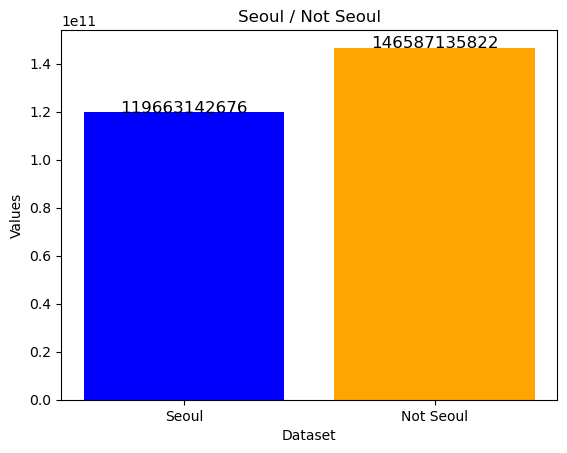 Seoul / Not Seoul
1e11
146587135822
119663142676
1.4
1.2
1.0
0.8
0.6
0.4
0.2
0.0
Values
Seoul
Not Seoul
Dataset